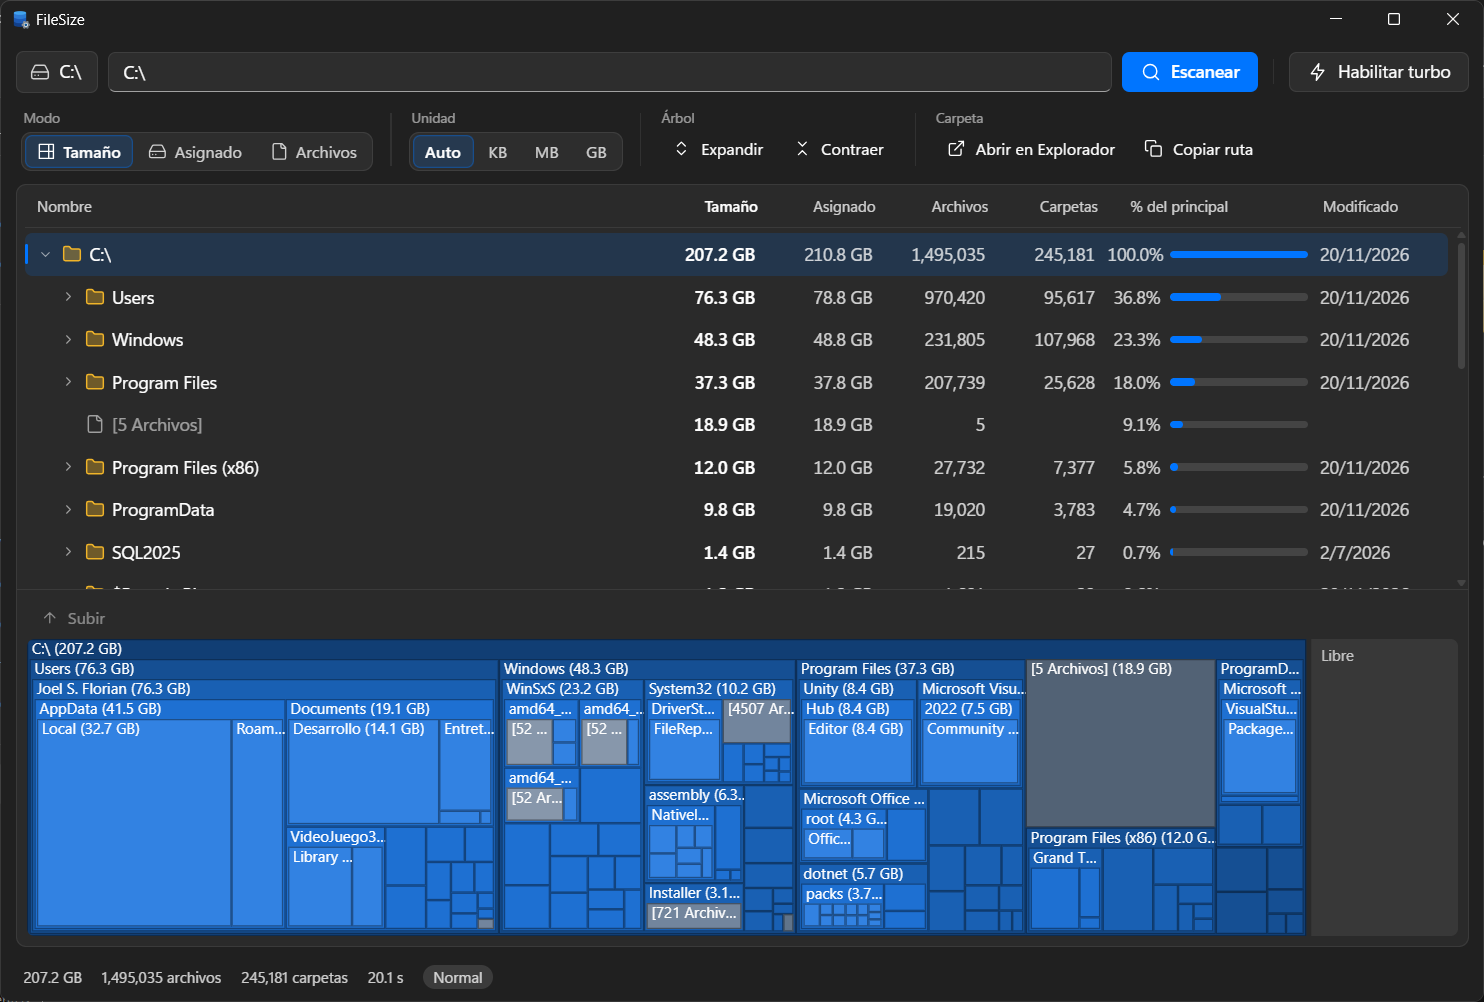 FileSize
C:\ C:\ Escanear Habilitar turbo
Modo Unidad Árbol Carpeta
Tamaño Asignado Archivos Auto KB MB GB Expandir Contraer Abrir en Explorador Copiar ruta
Nombre Tamaño Asignado Archivos Carpetas % del principal Modificado
C:\ 207.2 GB 210.8 GB 1,495,035 245,181 100.0% 20/11/2026
Users 76.3 GB 78.8 GB 970,420 95,617 36.8% 20/11/2026
Windows 48.3 GB 48.8 GB 231,805 107,968 23.3% 20/11/2026
Program Files 37.3 GB 37.8 GB 207,739 25,628 18.0% 20/11/2026
[5 Archivos] 18.9 GB 18.9 GB 5 9.1%
Program Files (x86) 12.0 GB 12.0 GB 27,732 7,377 5.8% 20/11/2026
ProgramData 9.8 GB 9.8 GB 19,020 3,783 4.7% 20/11/2026
SQL2025 1.4 GB 1.4 GB 215 27 0.7% 2/7/2026
Subir
C:\ (207.2 GB) Libre
Users (76.3 GB) Windows (48.3 GB) Program Files (37.3 GB) [5 Archivos] (18.9 GB) ProgramD...
Joel S. Florian (76.3 GB) WinSxS (23.2 GB) System32 (10.2 GB) Unity (8.4 GB) Microsoft Visu... Microsoft ...
AppData (41.5 GB) Documents (19.1 GB) amd64_... amd64_... DriverSt... [4507 Ar... Hub (8.4 GB) 2022 (7.5 GB) VisualStu...
Local (32.7 GB) Roam... Desarrollo (14.1 GB) Entret... [52 ... [52 ... FileRep... Editor (8.4 GB) Community ... Package...
amd64_...
[52 Ar... assembly (6.3... Microsoft Office ...
Nativel... root (4.3 G...
VideoJuego3... Offic... Program Files (x86) (12.0 G...
Library ... Grand T...
dotnet (5.7 GB)
Installer (3.1... packs (3.7...
[721 Archiv...
207.2 GB 1,495,035 archivos 245,181 carpetas 20.1 s Normal